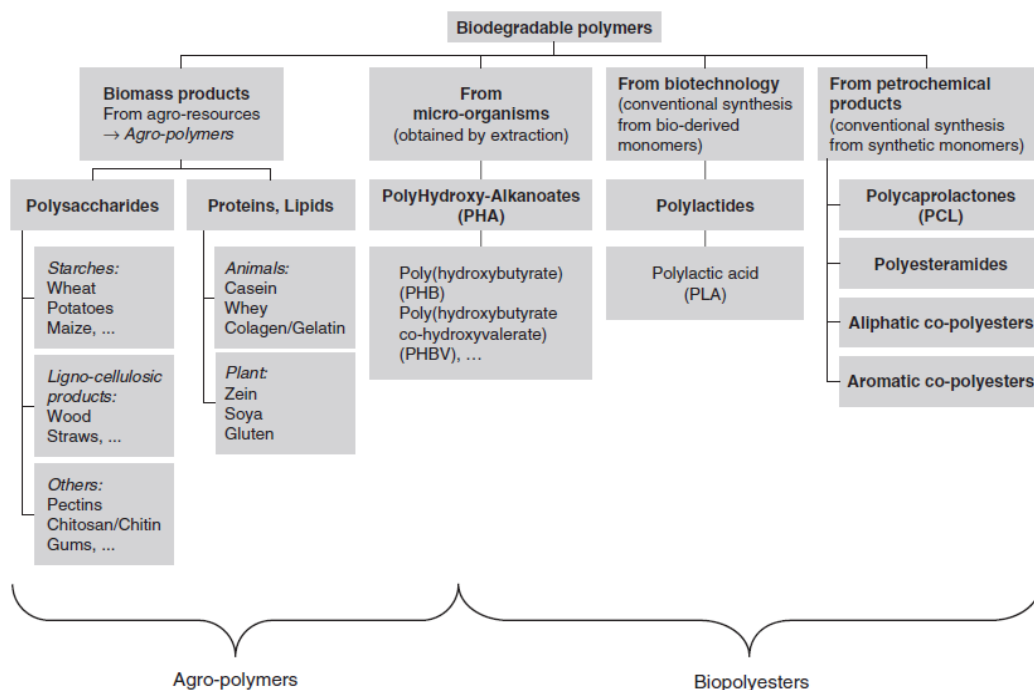 Biodegradable polymers
Biomass products
From agro-resources
→ Agro-polymers
From
micro-organisms
(obtained by extraction)
From biotechnology
(conventional synthesis
from bio-derived
monomers)
From petrochemical
products
(conventional synthesis
from synthetic monomers)
Polysaccharides
Proteins, Lipids
PolyHydroxy-Alkanoates
(PHA)
Polylactides
Polycaprolactones
(PCL)
Starches:
Wheat
Potatoes
Maize, ...
Ligno-cellulosic
products:
Wood
Straws, ...
Others:
Pectins
Chitosan/Chitin
Gums, ...
Animals:
Casein
Whey
Colagen/Gelatin
Plant:
Zein
Soya
Gluten
Poly(hydroxybutyrate)
(PHB)
Poly(hydroxybutyrate
co-hydroxyvalerate)
(PHBV), ...
Polylactic acid
(PLA)
Polyesteramides
Aliphatic co-polyesters
Aromatic co-polyesters
Agro-polymers
Biopolyesters